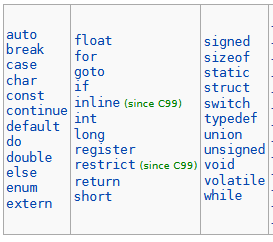 auto
break
case
char
const
continue
default
do
double
else
enum
extern
float
for
goto
if
inline (since C99)
int
long
register
restrict (since C99)
return
short
signed
sizeof
static
struct
switch
typedef
union
unsigned
void
volatile
while